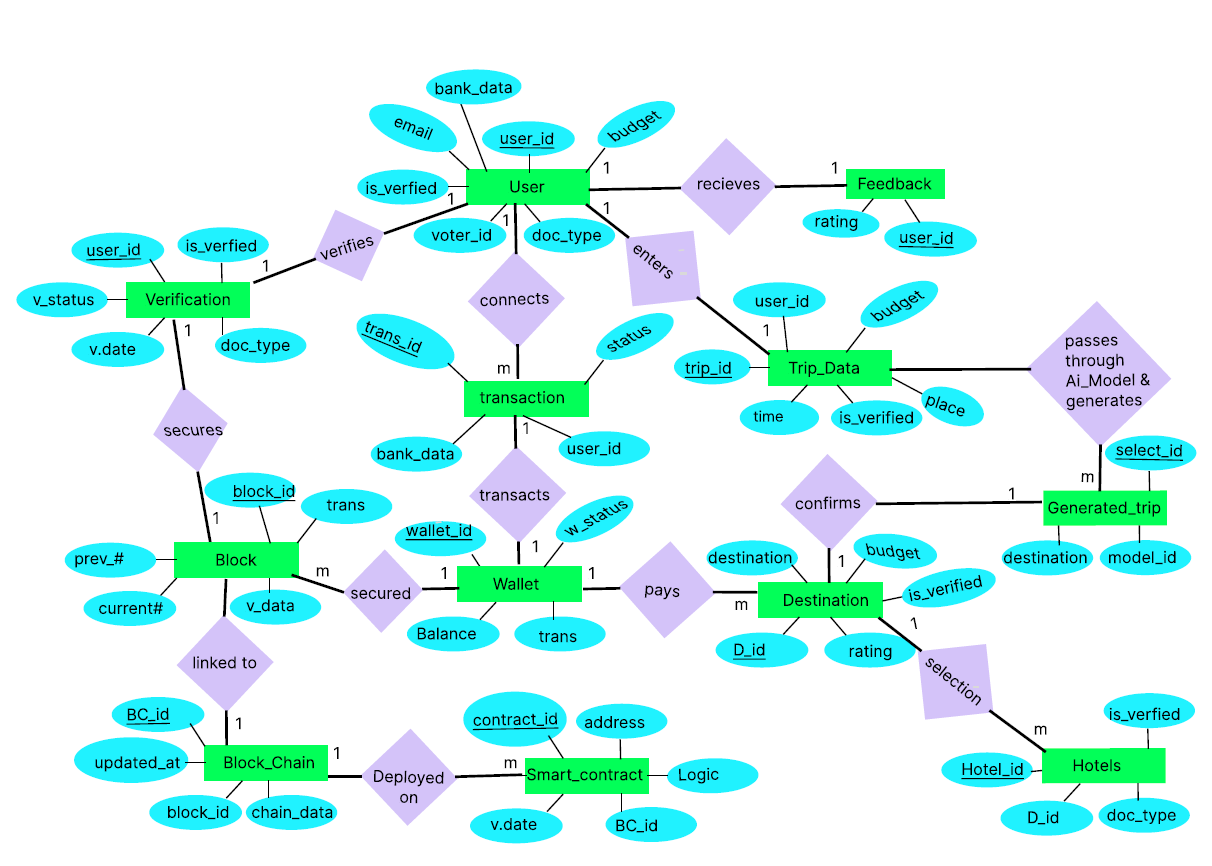 bank_data
email
user_id
budget
is_verfied
User
1
1
recieves
1
Feedback
voter_id
doc_type
1
1
rating
user_id
verifies
1
user_id
is_verfied
v_status
Verification
v.date
doc_type
1
enters
connects
user_id
budget
trans_id
status
m
1
trip_id
Trip_Data
time
is_verified
place
passes
through
Ai_Model &
generates
transaction
bank_data
user_id
1
secures
transacts
select_id
m
1
Generated_trip
destination
model_id
confirms
1
block_id
trans
1
prev_#
Block
current#
v_data
m
secured
1
wallet_id
w_status
1
Wallet
1
Balance
trans
pays
m
destination
budget
is_verified
Destination
D_id
rating
1
selection
m
linked to
1
BC_id
updated_at
Block_Chain
1
block_id
chain_data
Deployed
on
m
contract_id
address
Smart_contract
Logic
v.date
BC_id
is_verfied
Hotel_id
Hotels
D_id
doc_type